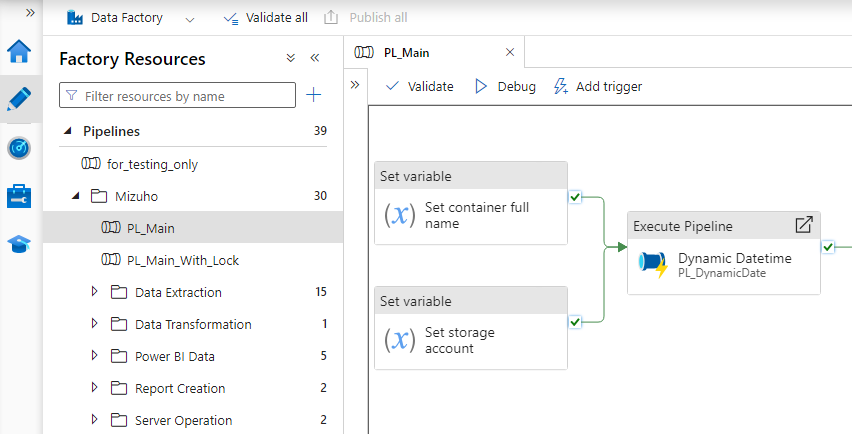 Data Factory
Validate all
Publish all
Factory Resources
Filter resources by name
Pipelines 39
for_testing_only
Mizuho 30
PL_Main
PL_Main_With_Lock
Data Extraction 15
Data Transformation 1
Power BI Data 5
Report Creation 2
Server Operation 2
PL_Main
Validate
Debug
Add trigger
Set variable
(x) Set container full
name
Set variable
(x) Set storage
account
Execute Pipeline
Dynamic Datetime
PL_DynamicDate